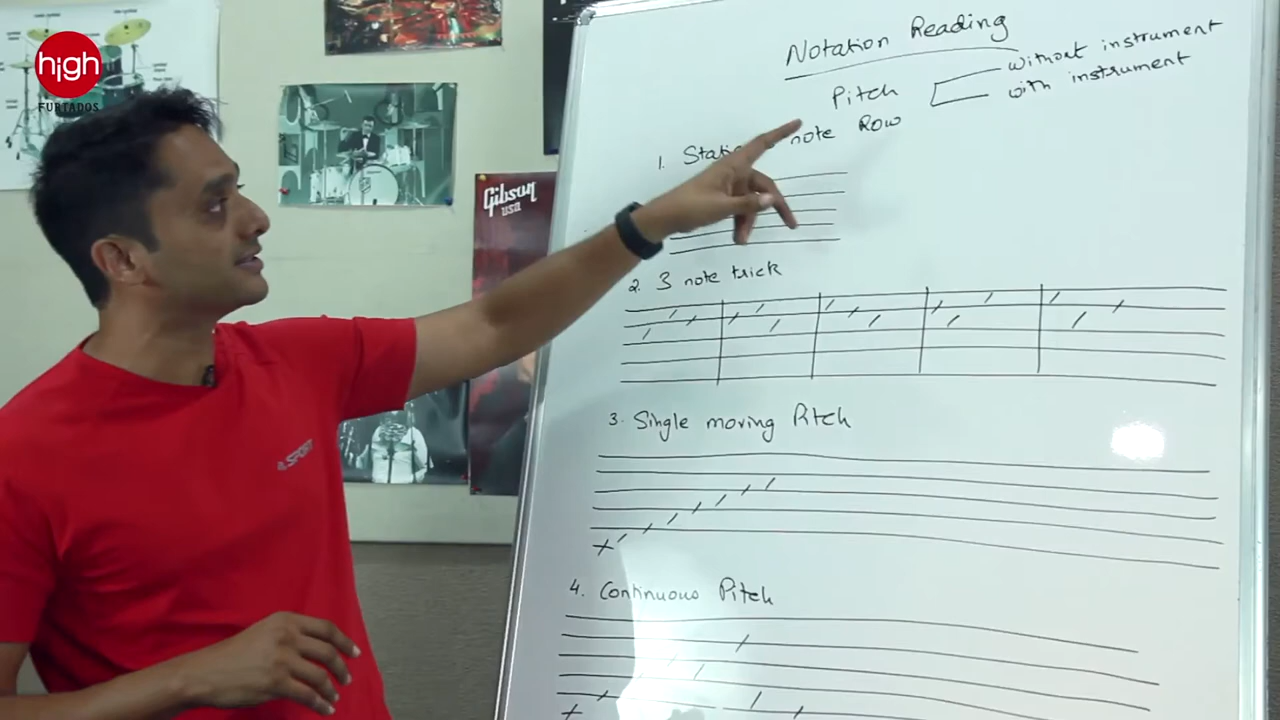 high
FURTADOS
Gibson
USA
SPORT
Notation Reading
Pitch
without instrument
with instrument
1. note Row
2. 3 note trick
3. Single moving Pitch
4. Continuous Pitch